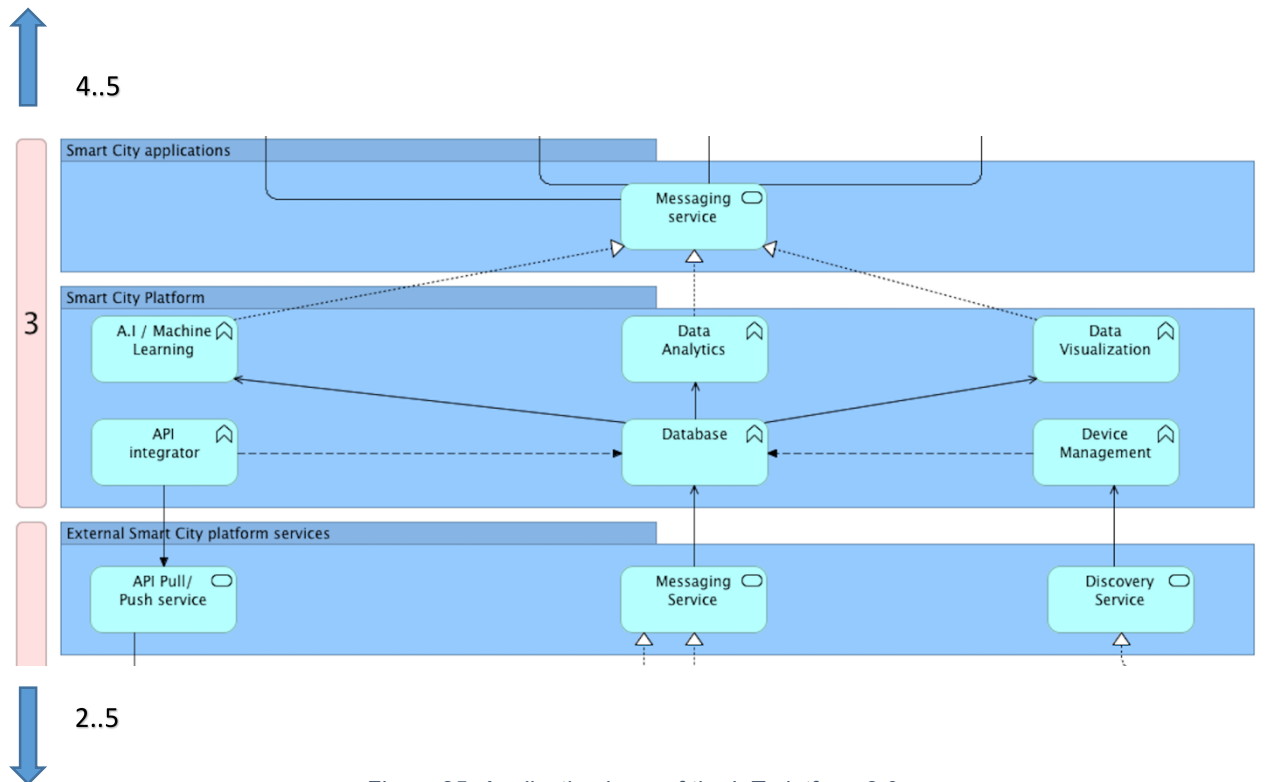 4..5
Smart City applications
Messaging
service
3
Smart City Platform
A.I / Machine
Learning
Data
Analytics
Data
Visualization
API
integrator
Database
Device
Management
External Smart City platform services
API Pull/
Push service
Messaging
Service
Discovery
Service
2..5